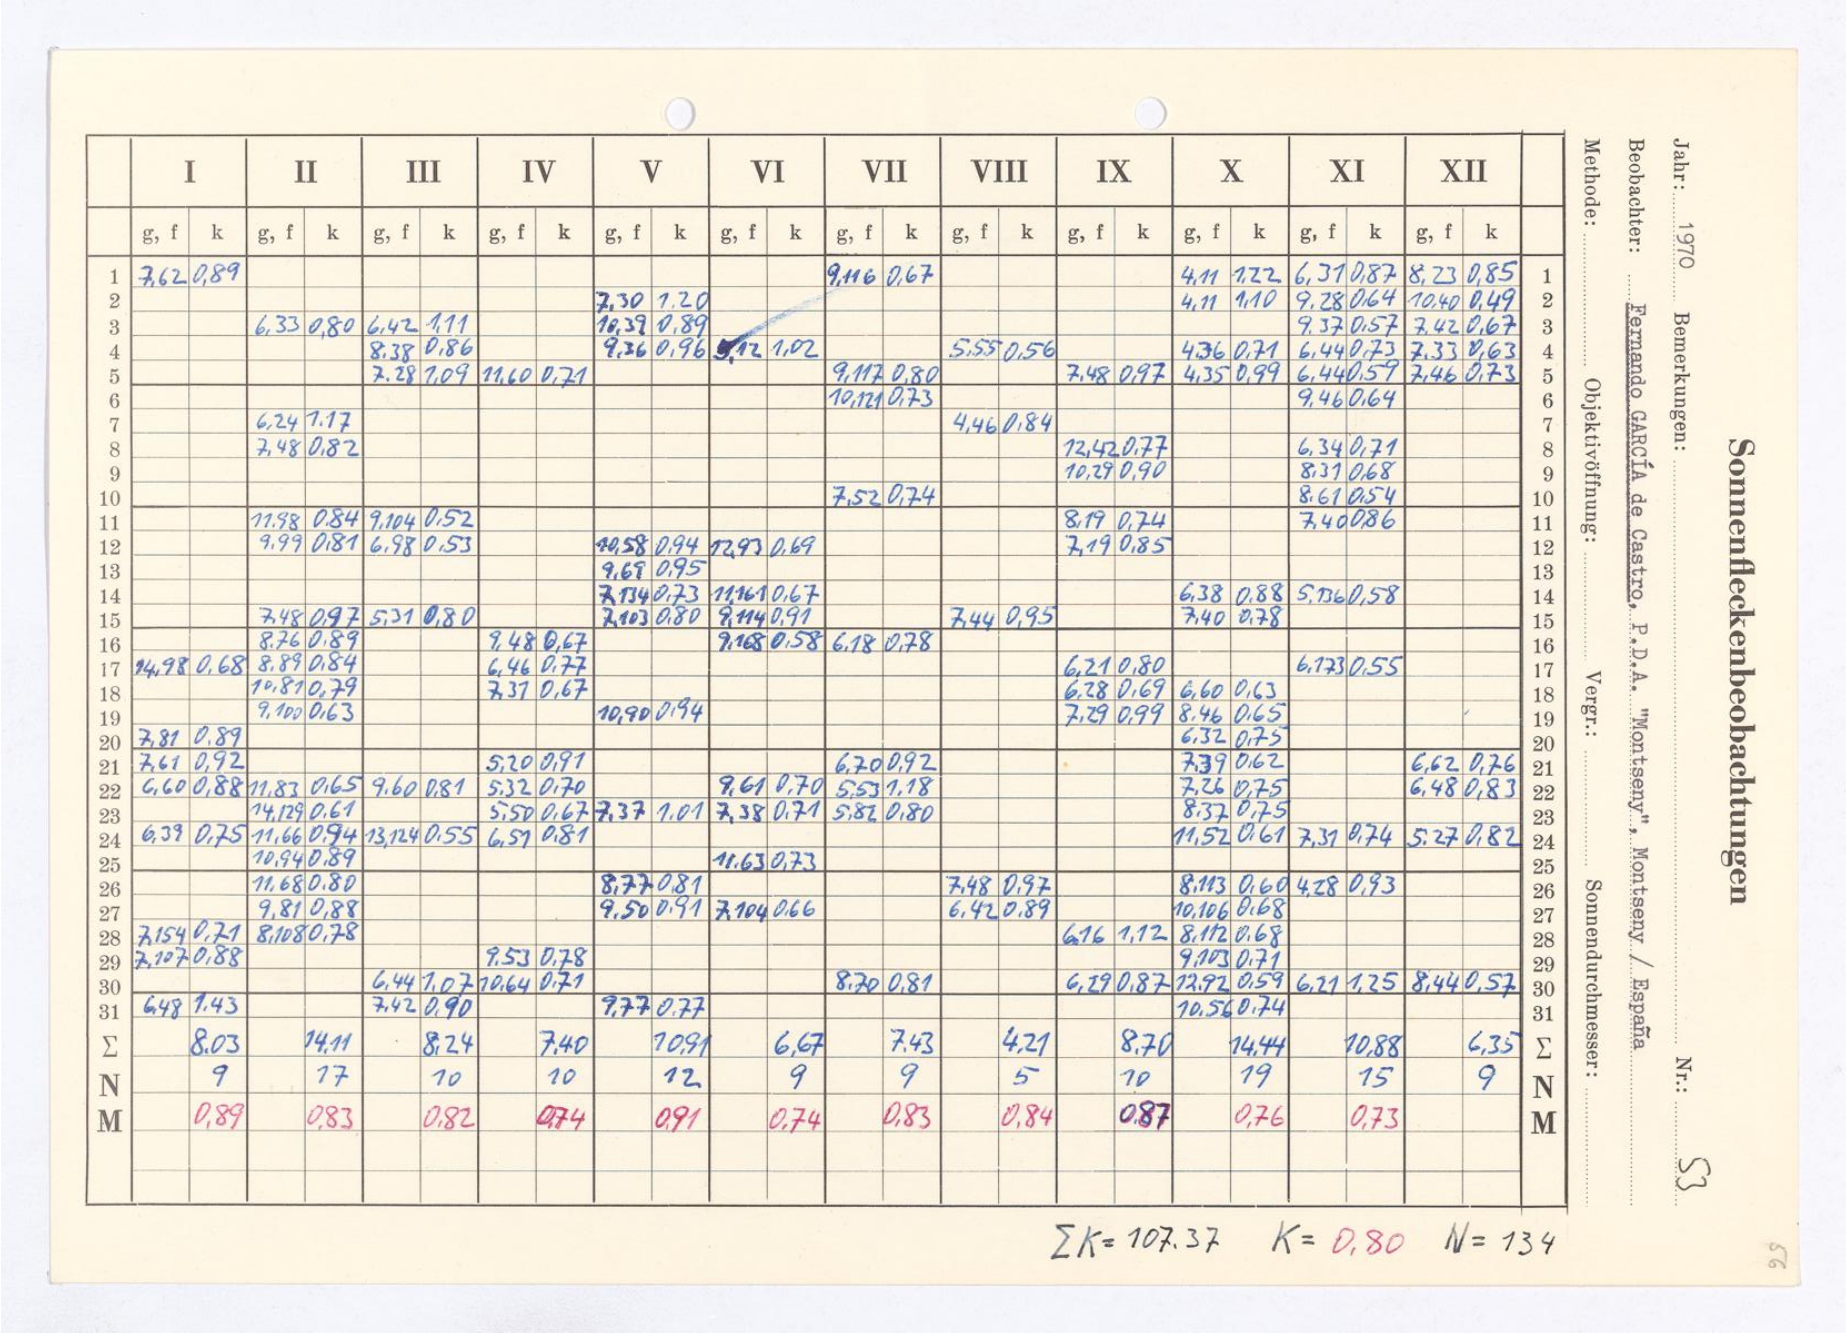 Sonnenfleckenbeobachtungen
Jahr: 1970 Bemerkungen: Nr.: 53
Beobachter: Fernando GARCÍA de Castro, P.D.A. "Montseny", Montseny / España
Methode: Objektivöffnung: Vergr.: Sonnendurchmesser:
I II III IV V VI VII VIII IX X XI XII
g, f k g, f k g, f k g, f k g, f k g, f k g, f k g, f k g, f k g, f k g, f k g, f k
1 7,62 0,89 9,116 0,67 4,11 1,22 6,31 0,87 8,23 0,85 1
2 7,30 1,20 4,11 1,10 9,28 0,64 10,40 0,49 2
3 6,33 0,80 6,42 1,11 10,39 0,89 9,37 0,57 7,42 0,67 3
4 8,38 0,86 9,36 0,96 5,12 1,02 5,55 0,56 4,36 0,71 6,44 0,73 7,33 0,63 4
5 7,28 1,09 11,60 0,71 9,117 0,80 7,48 0,97 4,35 0,99 6,44 0,59 7,46 0,73 5
6 10,121 0,73 9,46 0,64 6
7 6,24 1,17 4,46 0,84 7
8 7,48 0,82 12,42 0,77 6,34 0,71 8
9 10,29 0,90 8,31 0,68 9
10 7,52 0,74 8,61 0,54 10
11 11,98 0,84 9,104 0,52 8,19 0,74 7,40 0,86 11
12 9,99 0,81 6,98 0,53 10,58 0,94 12,93 0,69 7,19 0,85 12
13 9,69 0,95 13
14 7,134 0,73 11,161 0,67 6,38 0,88 5,136 0,58 14
15 7,48 0,97 5,31 0,80 7,103 0,80 9,114 0,91 7,44 0,95 7,40 0,78 15
16 8,76 0,89 9,48 0,67 9,168 0,58 6,18 0,78 16
17 14,98 0,68 8,89 0,84 6,46 0,77 6,21 0,80 6,173 0,55 17
18 10,81 0,79 7,37 0,67 6,28 0,69 6,60 0,63 18
19 9,100 0,63 10,90 0,94 7,29 0,99 8,46 0,65 19
20 7,81 0,89 6,32 0,75 20
21 7,61 0,92 5,20 0,91 6,70 0,92 7,39 0,62 6,62 0,76 21
22 6,60 0,88 11,83 0,65 9,60 0,81 5,32 0,70 9,61 0,70 5,53 1,18 7,26 0,75 6,48 0,83 22
23 14,129 0,61 5,50 0,67 7,37 1,01 7,38 0,71 5,82 0,80 8,37 0,75 23
24 6,39 0,75 11,66 0,94 13,124 0,55 6,51 0,81 11,52 0,61 7,31 0,74 5,27 0,82 24
25 10,94 0,89 11,63 0,73 25
26 11,68 0,80 8,77 0,81 7,48 0,97 8,113 0,60 4,28 0,93 26
27 9,81 0,88 9,50 0,91 7,104 0,66 6,42 0,89 10,106 0,68 27
28 7,154 0,71 8,108 0,78 6,16 1,12 8,112 0,68 28
29 7,107 0,88 9,53 0,78 9,103 0,71 29
30 6,44 1,07 10,64 0,71 8,70 0,81 6,29 0,87 12,92 0,59 6,21 1,25 8,44 0,57 30
31 6,48 1,43 7,42 0,90 9,77 0,77 10,56 0,74 31
Σ 8,03 14,11 8,24 7,40 10,91 6,67 7,43 4,21 8,70 14,44 10,88 6,35 Σ
N 9 17 10 10 12 9 9 5 10 19 15 9 N
M 0,89 0,83 0,82 0,74 0,91 0,74 0,83 0,84 0,87 0,76 0,73 M
ΣK= 107.37 K= 0,80 N= 134